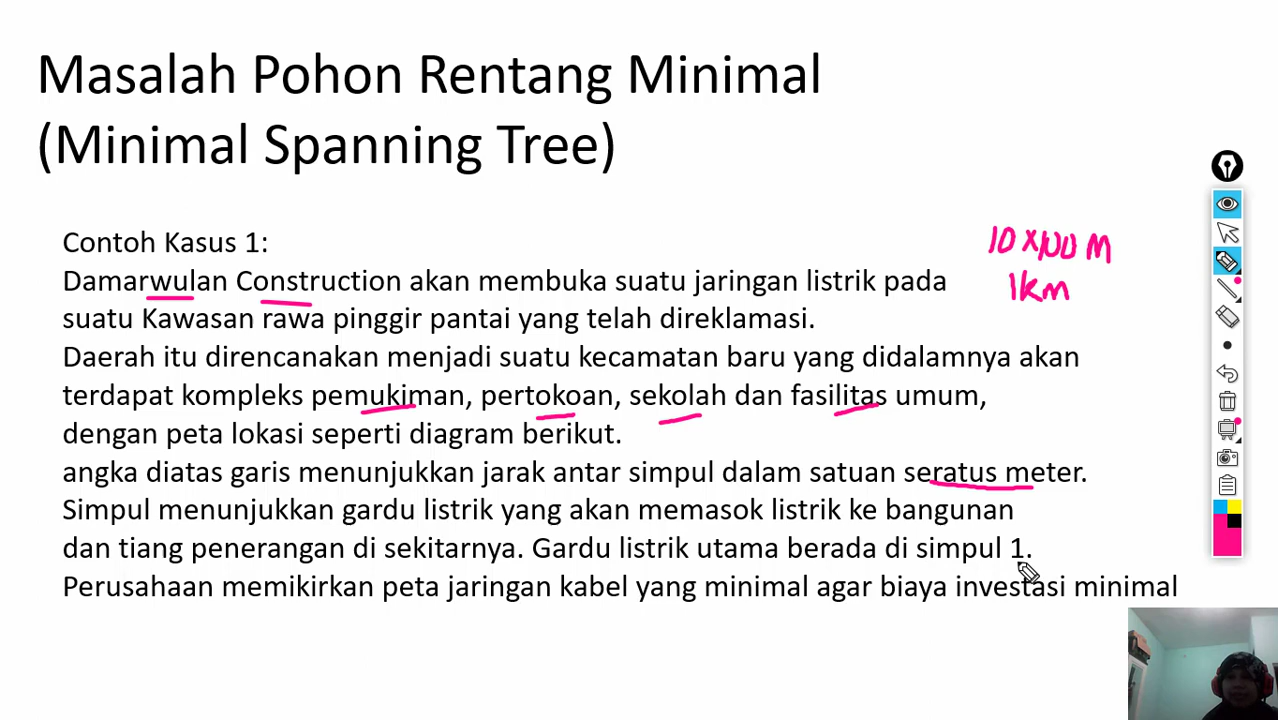 Masalah Pohon Rentang Minimal
(Minimal Spanning Tree)
Contoh Kasus 1:
10 x 100 M
1 km
Damarwulan Construction akan membuka suatu jaringan listrik pada
suatu Kawasan rawa pinggir pantai yang telah direklamasi.
Daerah itu direncanakan menjadi suatu kecamatan baru yang didalamnya akan
terdapat kompleks pemukiman, pertokoan, sekolah dan fasilitas umum,
dengan peta lokasi seperti diagram berikut.
angka diatas garis menunjukkan jarak antar simpul dalam satuan seratus meter.
Simpul menunjukkan gardu listrik yang akan memasok listrik ke bangunan
dan tiang penerangan di sekitarnya. Gardu listrik utama berada di simpul 1.
Perusahaan memikirkan peta jaringan kabel yang minimal agar biaya investasi minimal